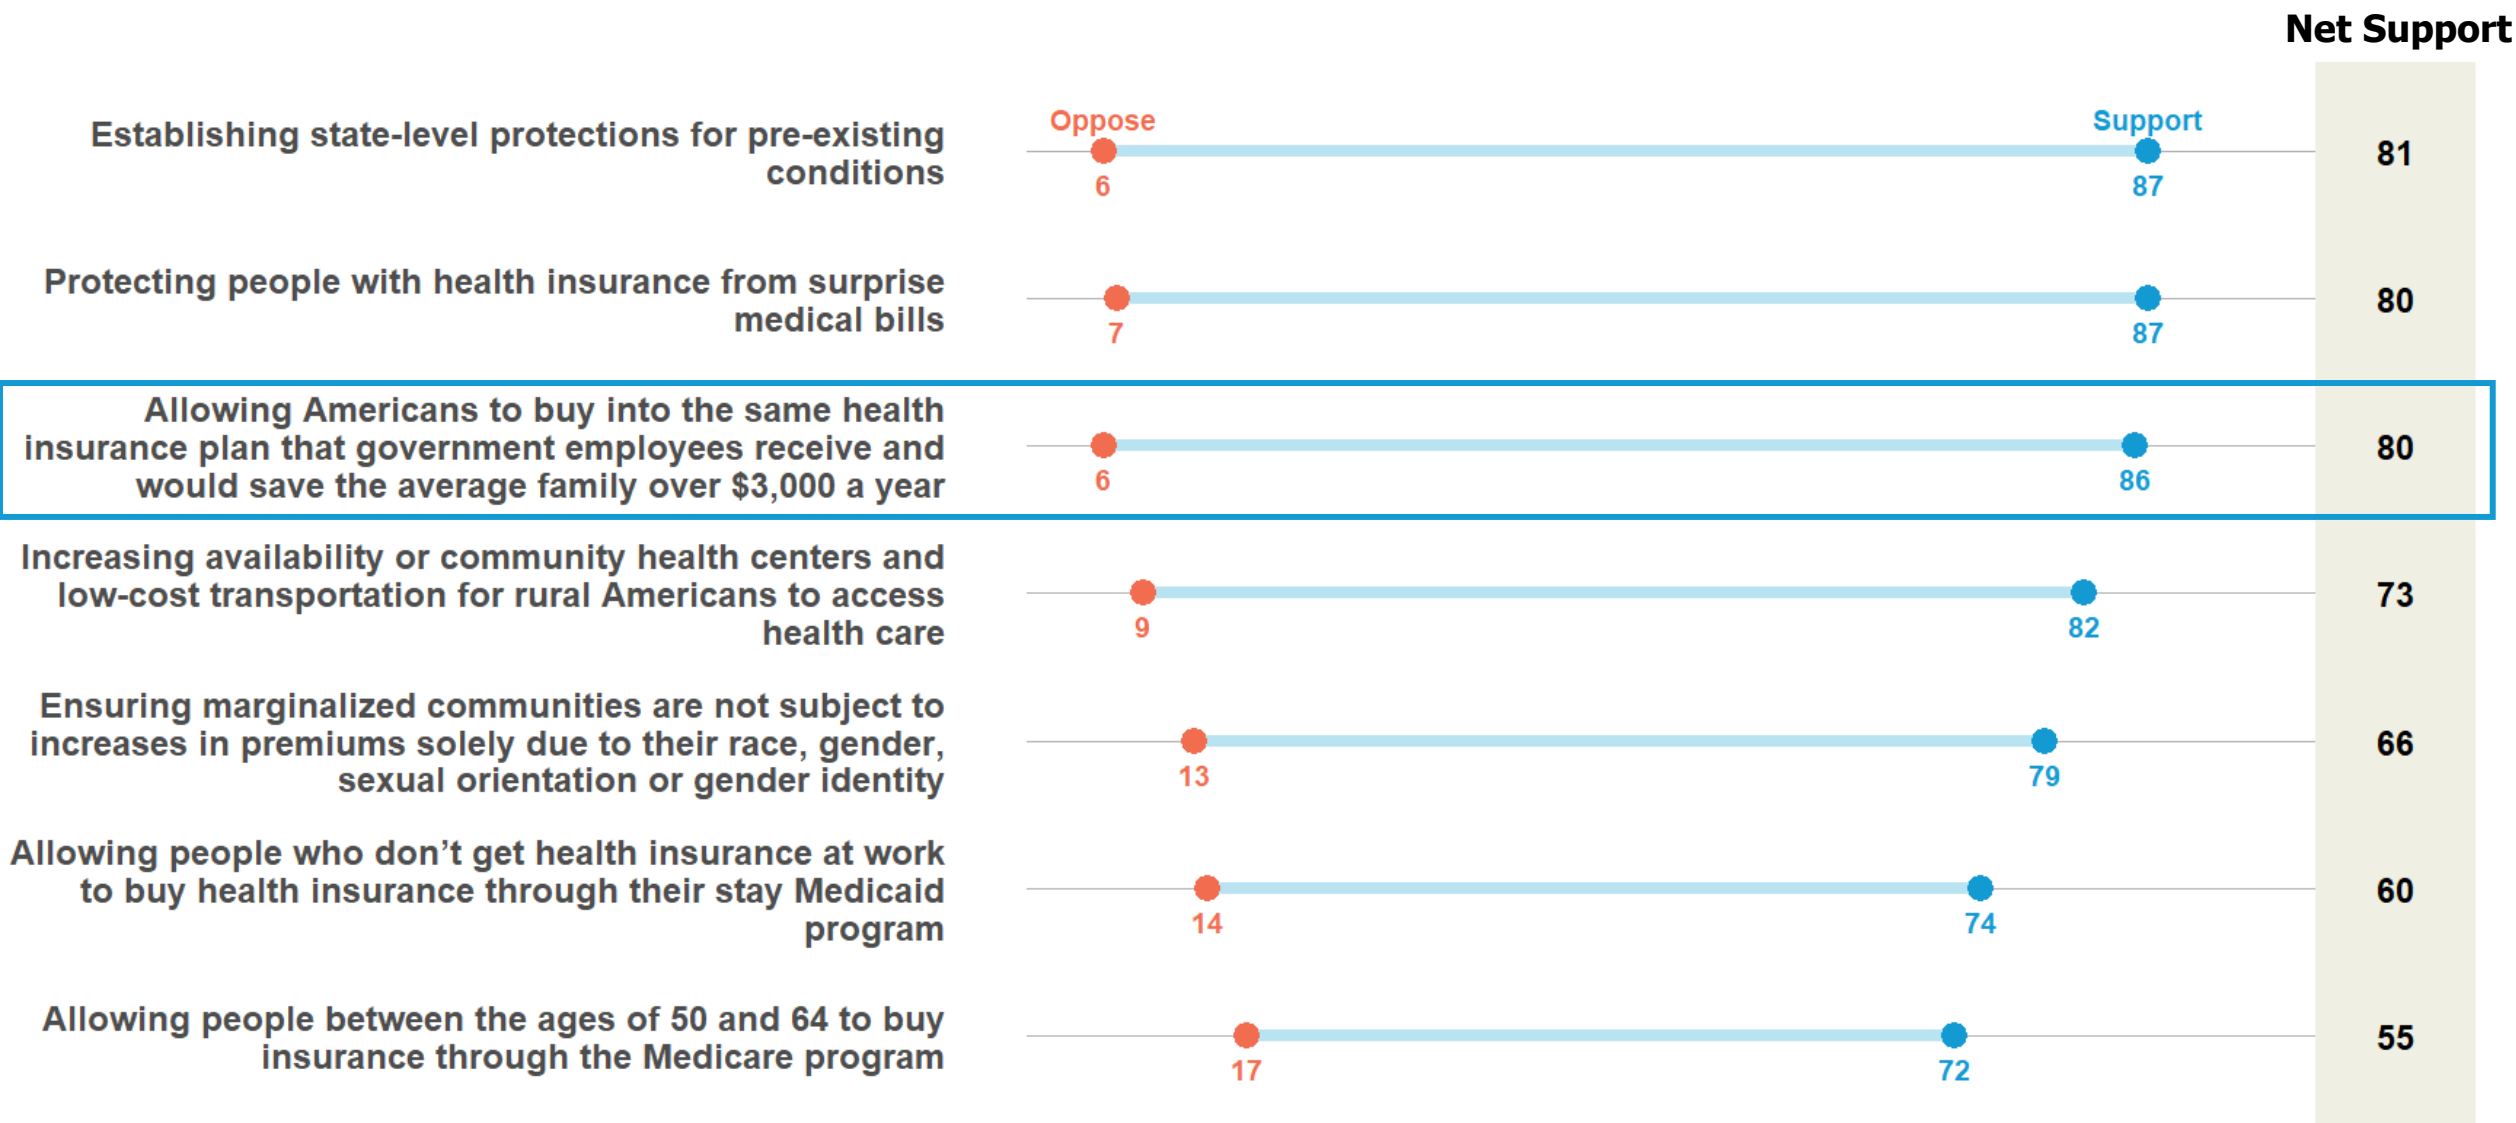 Net Support
Oppose
Support
Establishing state-level protections for pre-existing
conditions
6
87
81
Protecting people with health insurance from surprise
medical bills
7
87
80
Allowing Americans to buy into the same health
insurance plan that government employees receive and
would save the average family over $3,000 a year
6
86
80
Increasing availability or community health centers and
low-cost transportation for rural Americans to access
health care
9
82
73
Ensuring marginalized communities are not subject to
increases in premiums solely due to their race, gender,
sexual orientation or gender identity
13
79
66
Allowing people who don’t get health insurance at work
to buy health insurance through their stay Medicaid
program
14
74
60
Allowing people between the ages of 50 and 64 to buy
insurance through the Medicare program
17
72
55